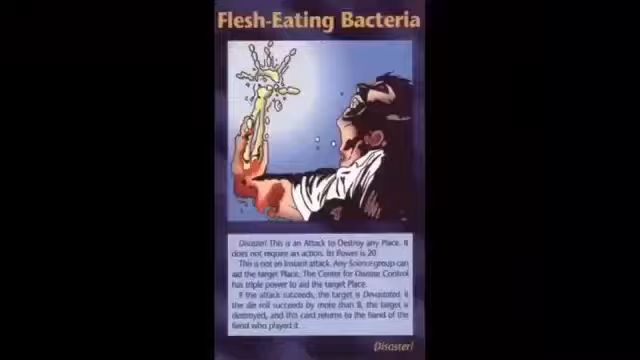 Flesh-Eating Bacteria
Disaster! This is an Attack to Destroy any Place. It
does not require an action. Its Power is 20.
This is not an Instant attack. Any Science group can
aid the target Place. The Center for Disease Control
has triple power to aid the target Place.
If the attack succeeds, the target is Devastated. If
the die roll succeeds by more than 8, the target is
destroyed, and this card returns to the hand of the
fiend who played it.
Disaster!